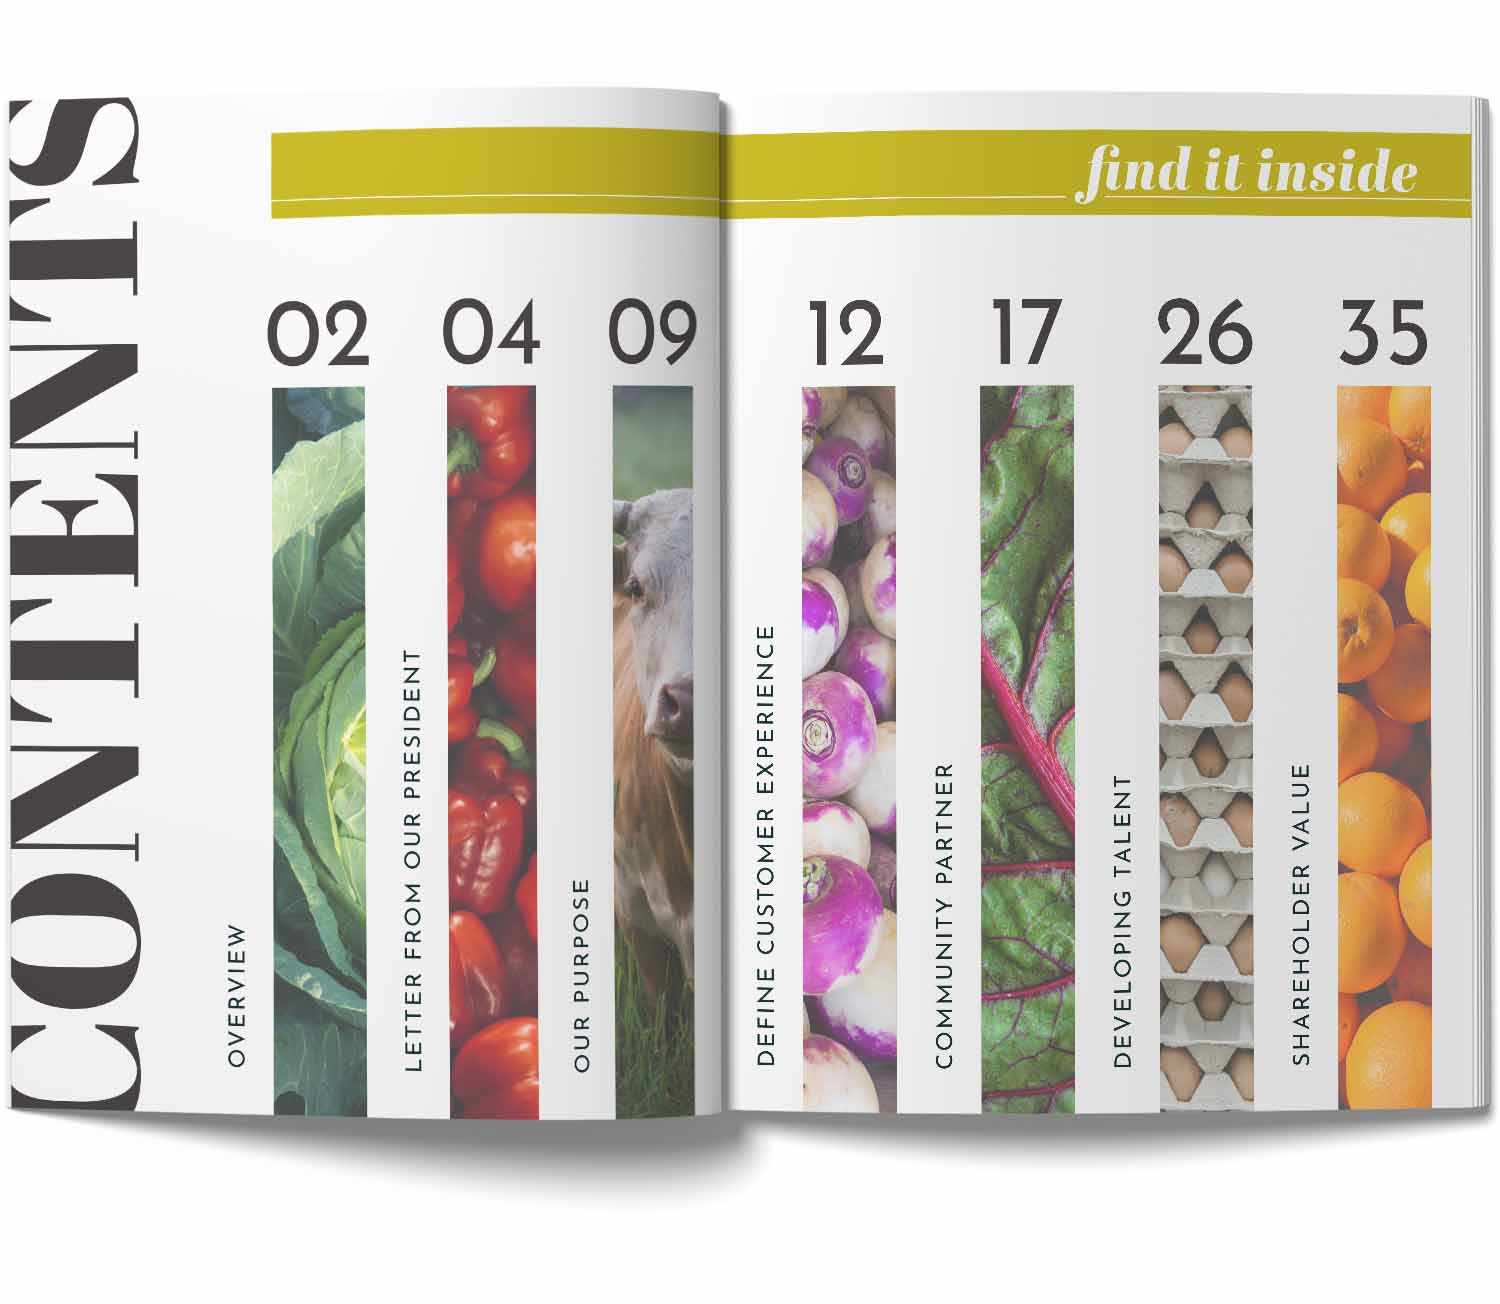 CONTENTS
find it inside
02
OVERVIEW
04
LETTER FROM OUR PRESIDENT
09
OUR PURPOSE
12
DEFINE CUSTOMER EXPERIENCE
17
COMMUNITY PARTNER
26
DEVELOPING TALENT
35
SHAREHOLDER VALUE